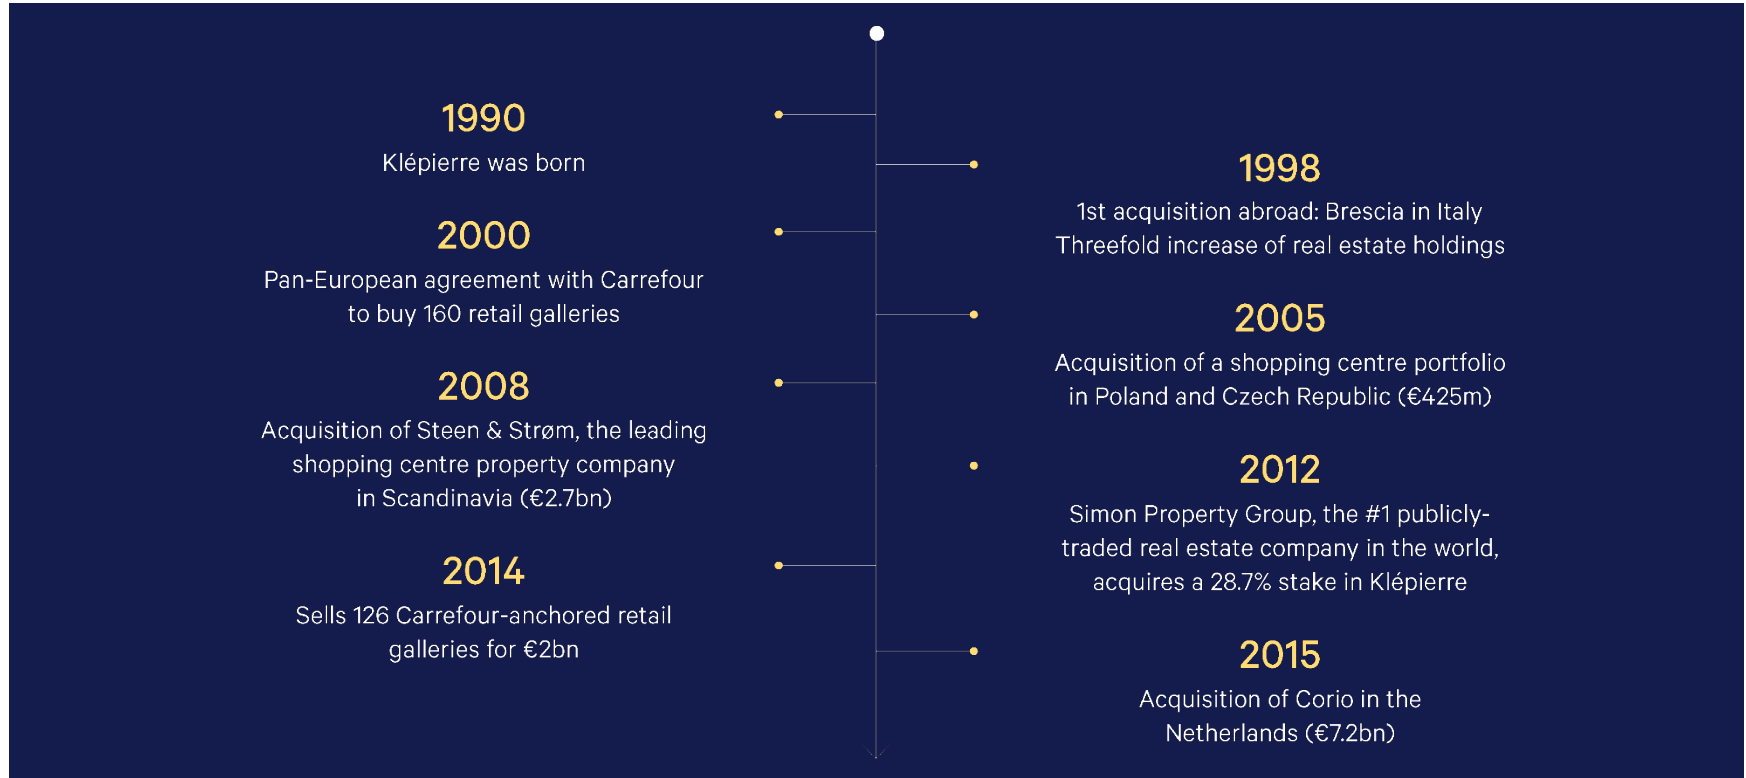 1990
Klépierre was born
1998
1st acquisition abroad: Brescia in Italy
Threefold increase of real estate holdings
2000
Pan-European agreement with Carrefour
to buy 160 retail galleries
2005
Acquisition of a shopping centre portfolio
in Poland and Czech Republic (€425m)
2008
Acquisition of Steen & Strøm, the leading
shopping centre property company
in Scandinavia (€2.7bn)
2012
Simon Property Group, the #1 publicly-
traded real estate company in the world,
acquires a 28.7% stake in Klépierre
2014
Sells 126 Carrefour-anchored retail
galleries for €2bn
2015
Acquisition of Corio in the
Netherlands (€7.2bn)